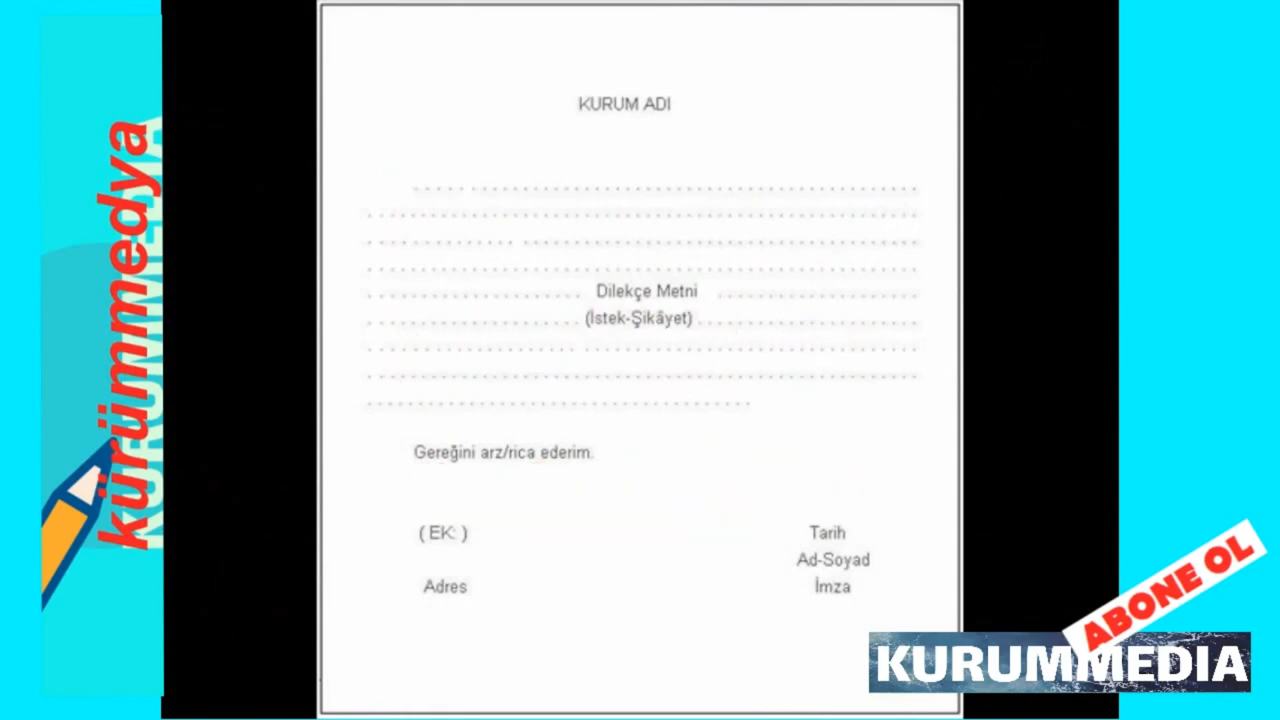 KURUM ADI
Dilekçe Metni
(İstek-Şikâyet)
Gereğini arz/rica ederim.
( EK: )
Tarih
Ad-Soyad
Adres
İmza
kürümmedya
KURUMMEDIA
ABONE OL
KURUMMEDIA